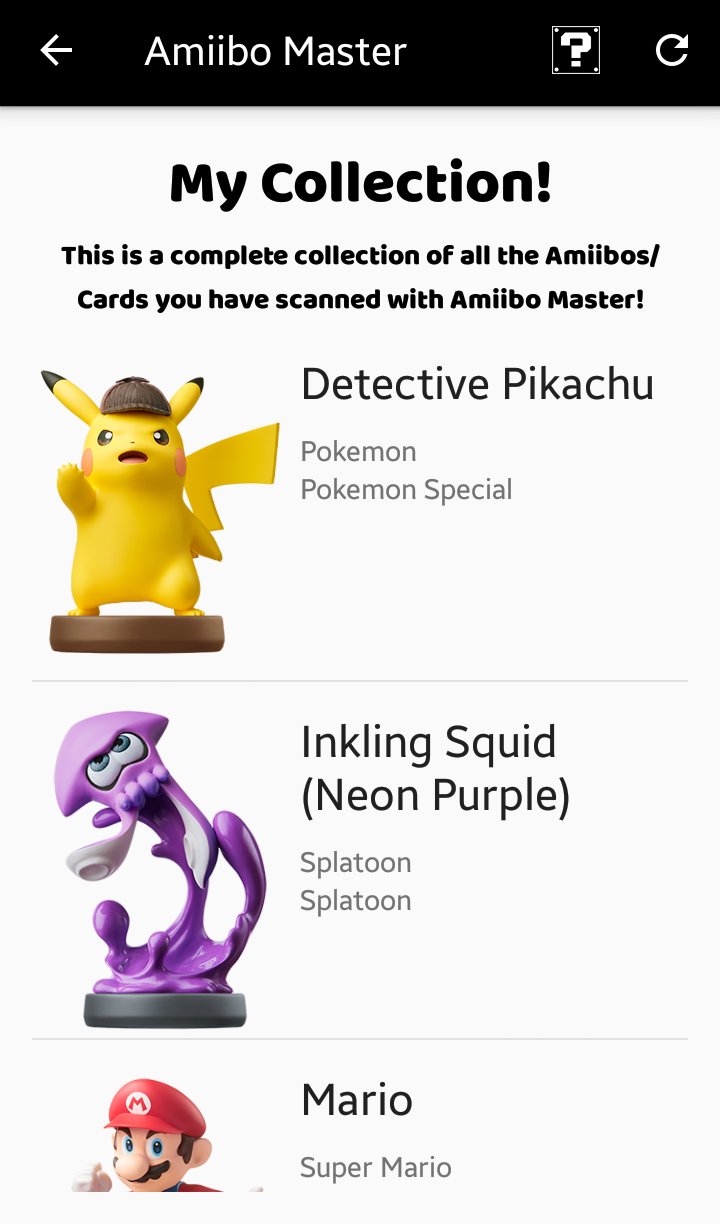 Amiibo Master
?
My Collection!
This is a complete collection of all the Amiibos/
Cards you have scanned with Amiibo Master!
Detective Pikachu
Pokemon
Pokemon Special
Inkling Squid
(Neon Purple)
Splatoon
Splatoon
Mario
M
Super Mario